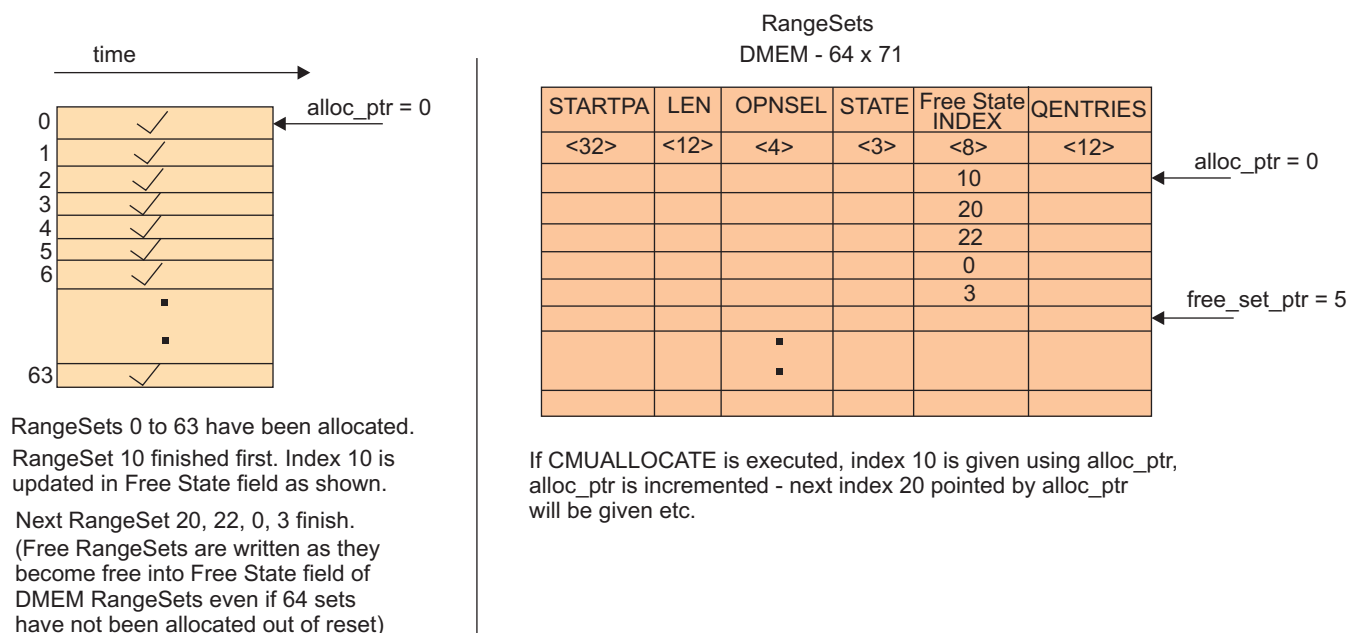 time
alloc_ptr = 0
0
1
2
3
4
5
6
63
RangeSets 0 to 63 have been allocated.
RangeSet 10 finished first. Index 10 is
updated in Free State field as shown.
Next RangeSet 20, 22, 0, 3 finish.
(Free RangeSets are written as they
become free into Free State field of
DMEM RangeSets even if 64 sets
have not been allocated out of reset)
RangeSets
DMEM - 64 x 71
STARTPA LEN OPNSEL STATE Free State INDEX QENTRIES
<32> <12> <4> <3> <8> <12>
10
alloc_ptr = 0
20
22
0
3
free_set_ptr = 5
If CMUALLOCATE is executed, index 10 is given using alloc_ptr,
alloc_ptr is incremented - next index 20 pointed by alloc_ptr
will be given etc.